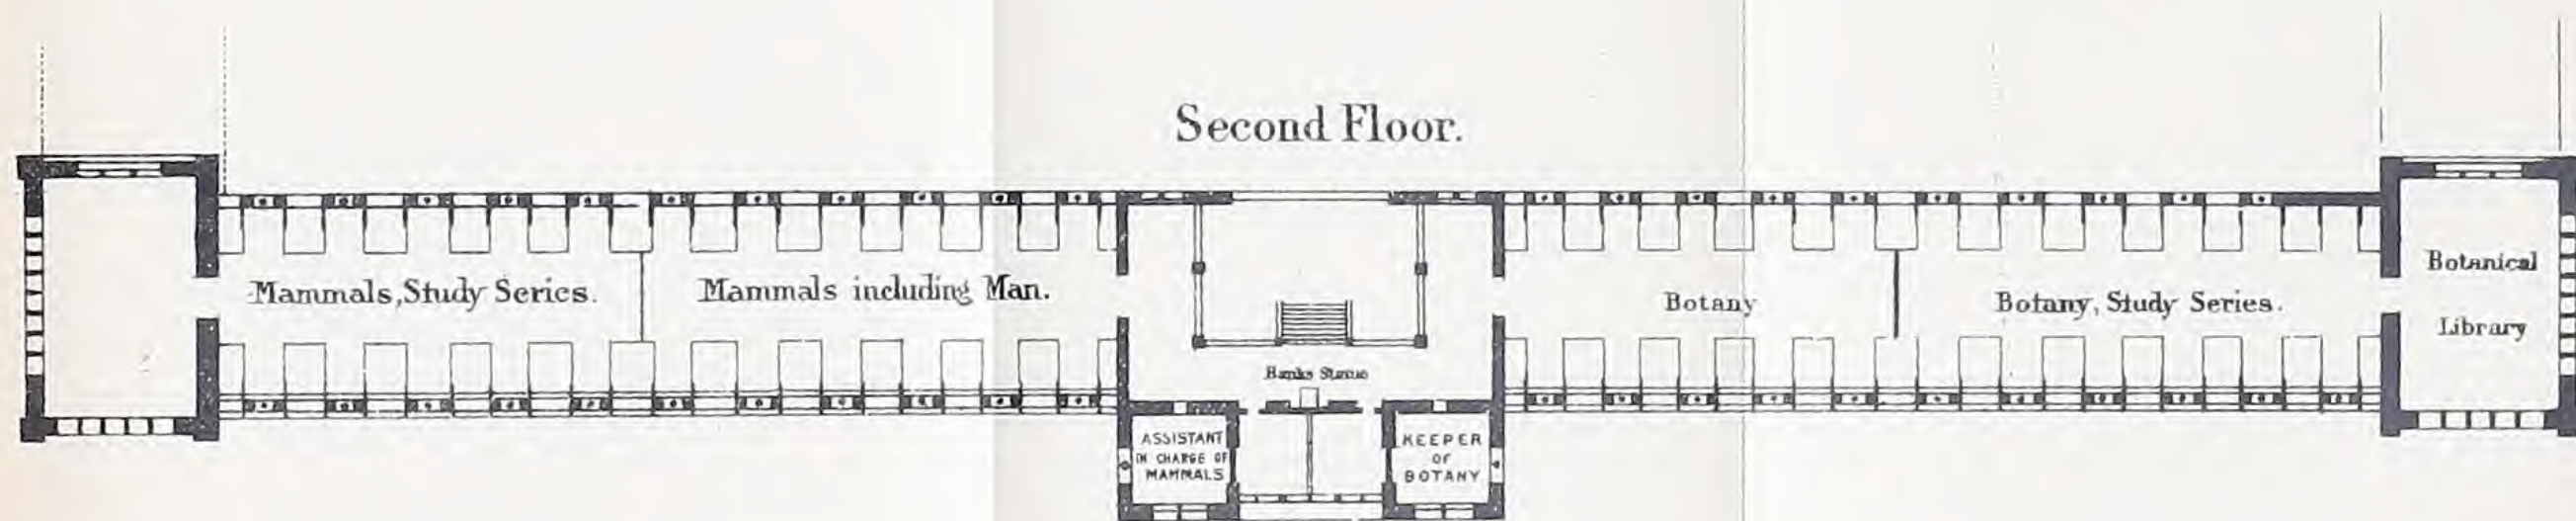 Second Floor.
Mammals, Study Series.
Mammals including Man.
Botany
Botany, Study Series.
Botanical
Library
Banks Statue
ASSISTANT
IN CHARGE OF
MAMMALS
KEEPER
OF
BOTANY